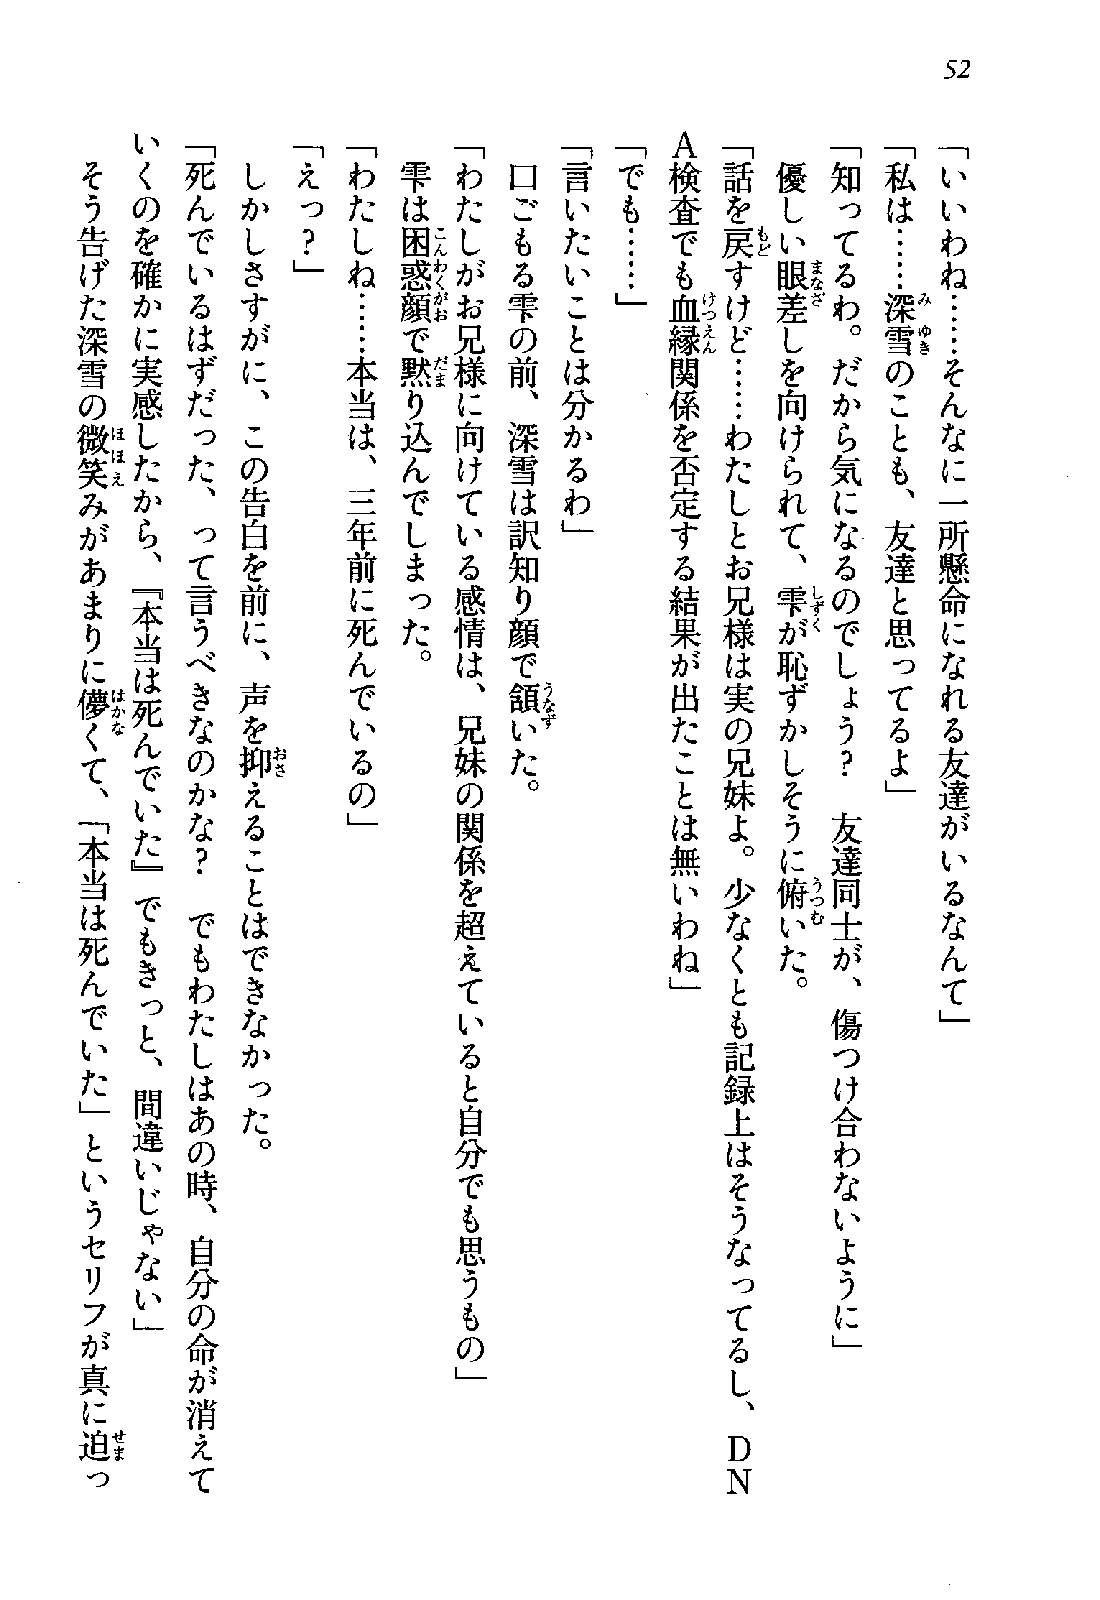 52
「いいわね……そんなに一所懸命になれる友達がいるなんて」
「私は……深雪のことも、友達と思ってるよ」
「知ってるわ。だから気になるのでしょう？　友達同士が、傷つけ合わないように」
優しい眼差しを向けられて、雫が恥ずかしそうに俯いた。
「話を戻すけど……わたしとお兄様は実の兄妹よ。少なくとも記録上はそうなってるし、ＤＮ
Ａ検査でも血縁関係を否定する結果が出たことは無いわね」
「でも……」
「言いたいことは分かるわ」
口ごもる雫の前、深雪は訳知り顔で頷いた。
「わたしがお兄様に向けている感情は、兄妹の関係を超えていると自分でも思うもの」
雫は困惑顔で黙り込んでしまった。
「わたしね……本当は、三年前に死んでいるの」
「えっ？」
しかしさすがに、この告白を前に、声を抑えることはできなかった。
「死んでいるはずだった、って言うべきなのかな？　でもわたしはあの時、自分の命が消えて
いくのを確かに実感したから、『本当は死んでいた』でもきっと、間違いじゃない」
そう告げた深雪の微笑みがあまりに儚くて、「本当は死んでいた」というセリフが真に迫っ